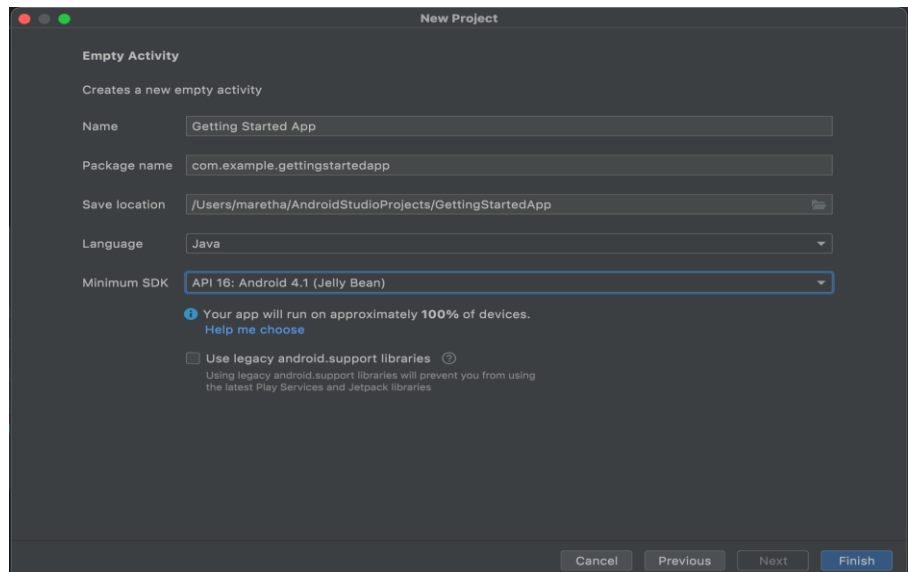 New Project
Empty Activity
Creates a new empty activity
Name Getting Started App
Package name com.example.gettingstartedapp
Save location /Users/maretha/AndroidStudioProjects/GettingStartedApp
Language Java
Minimum SDK API 16: Android 4.1 (Jelly Bean)
Your app will run on approximately 100% of devices.
Help me choose
Use legacy android.support libraries
Using legacy android.support libraries will prevent you from using
the latest Play Services and Jetpack libraries
Cancel Previous Next Finish